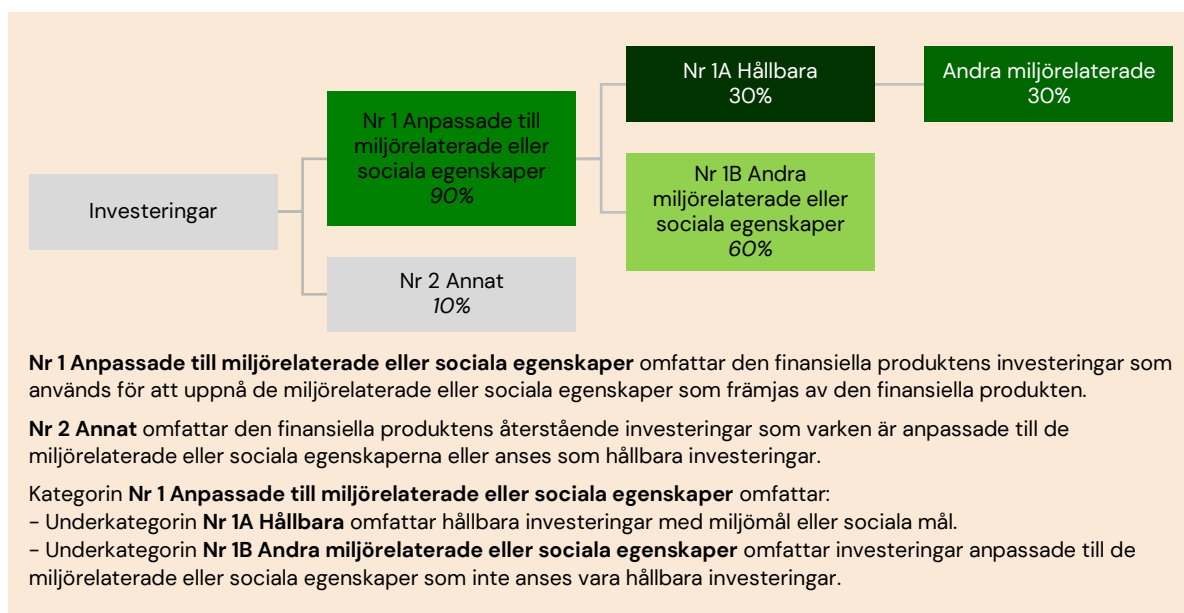 Investeringar
Nr 1 Anpassade till
miljörelaterade eller
sociala egenskaper
90%
Nr 2 Annat
10%
Nr 1A Hållbara
30%
Nr 1B Andra
miljörelaterade eller
sociala egenskaper
60%
Andra miljörelaterade
30%
Nr 1 Anpassade till miljörelaterade eller sociala egenskaper omfattar den finansiella produktens investeringar som
används för att uppnå de miljörelaterade eller sociala egenskaper som främjas av den finansiella produkten.
Nr 2 Annat omfattar den finansiella produktens återstående investeringar som varken är anpassade till de
miljörelaterade eller sociala egenskaperna eller anses som hållbara investeringar.
Kategorin Nr 1 Anpassade till miljörelaterade eller sociala egenskaper omfattar:
- Underkategorin Nr 1A Hållbara omfattar hållbara investeringar med miljömål eller sociala mål.
- Underkategorin Nr 1B Andra miljörelaterade eller sociala egenskaper omfattar investeringar anpassade till de
miljörelaterade eller sociala egenskaper som inte anses vara hållbara investeringar.